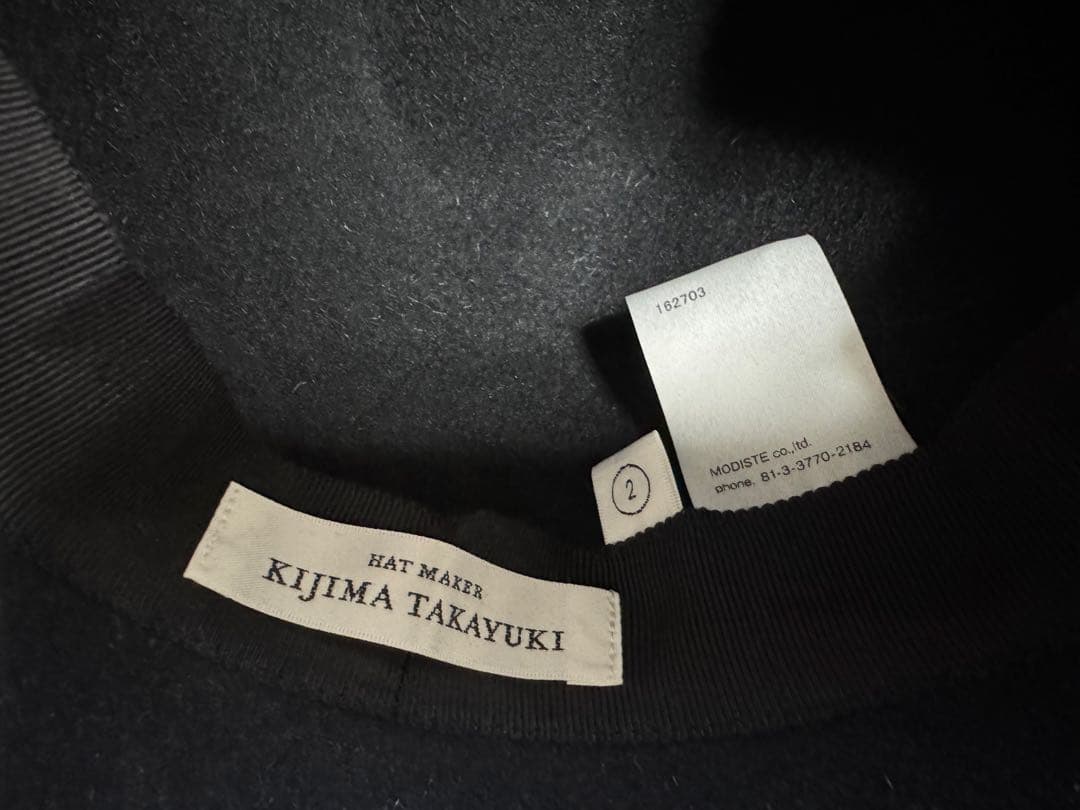 162703
MODISTE co.,ltd.
phone. 81-3-3770-2184
2
HAT MAKER
KIJIMA TAKAYUKI